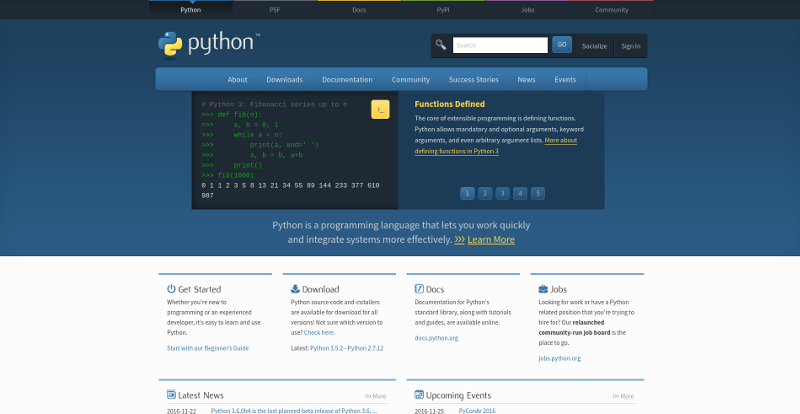 Python
PSF
Docs
PyPI
Jobs
Community
python™
Search
GO
Socialize
Sign In
About
Downloads
Documentation
Community
Success Stories
News
Events
# Python 3: Fibonacci series up to n
>>> def fib(n):
>>>     a, b = 0, 1
>>>     while a < n:
>>>         print(a, end=' ')
>>>         a, b = b, a+b
>>>     print()
>>> fib(1000)
0 1 1 2 3 5 8 13 21 34 55 89 144 233 377 610
987
>_
Functions Defined
The core of extensible programming is defining functions.
Python allows mandatory and optional arguments, keyword
arguments, and even arbitrary argument lists. More about
defining functions in Python 3
1 2 3 4 5
Python is a programming language that lets you work quickly
and integrate systems more effectively. >>> Learn More
Get Started
Whether you're new to
programming or an experienced
developer, it's easy to learn and use
Python.
Start with our Beginner's Guide
Download
Python source code and installers
are available for download for all
versions! Not sure which version to
use? Check here.
Latest: Python 3.5.2 - Python 2.7.12
Docs
Documentation for Python's
standard library, along with tutorials
and guides, are available online.
docs.python.org
Jobs
Looking for work or have a Python
related position that you're trying to
hire for? Our relaunched
community-run job board is the
place to go.
jobs.python.org
Latest News
>>> More
2016-11-22 Python 3.6.0b4 is the last planned beta release of Python 3.6, ...
Upcoming Events
>>> More
2016-11-25 PyConAr 2016